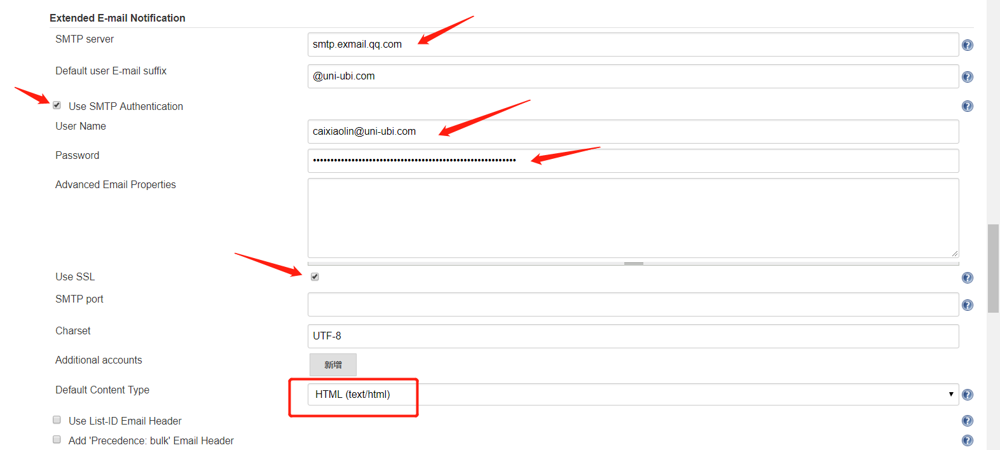 Extended E-mail Notification
SMTP server
smtp.exmail.qq.com
Default user E-mail suffix
@uni-ubi.com
Use SMTP Authentication
User Name
caixiaolin@uni-ubi.com
Password
Advanced Email Properties
Use SSL
SMTP port
Charset
UTF-8
Additional accounts
新增
Default Content Type
HTML (text/html)
Use List-ID Email Header
Add 'Precedence: bulk' Email Header